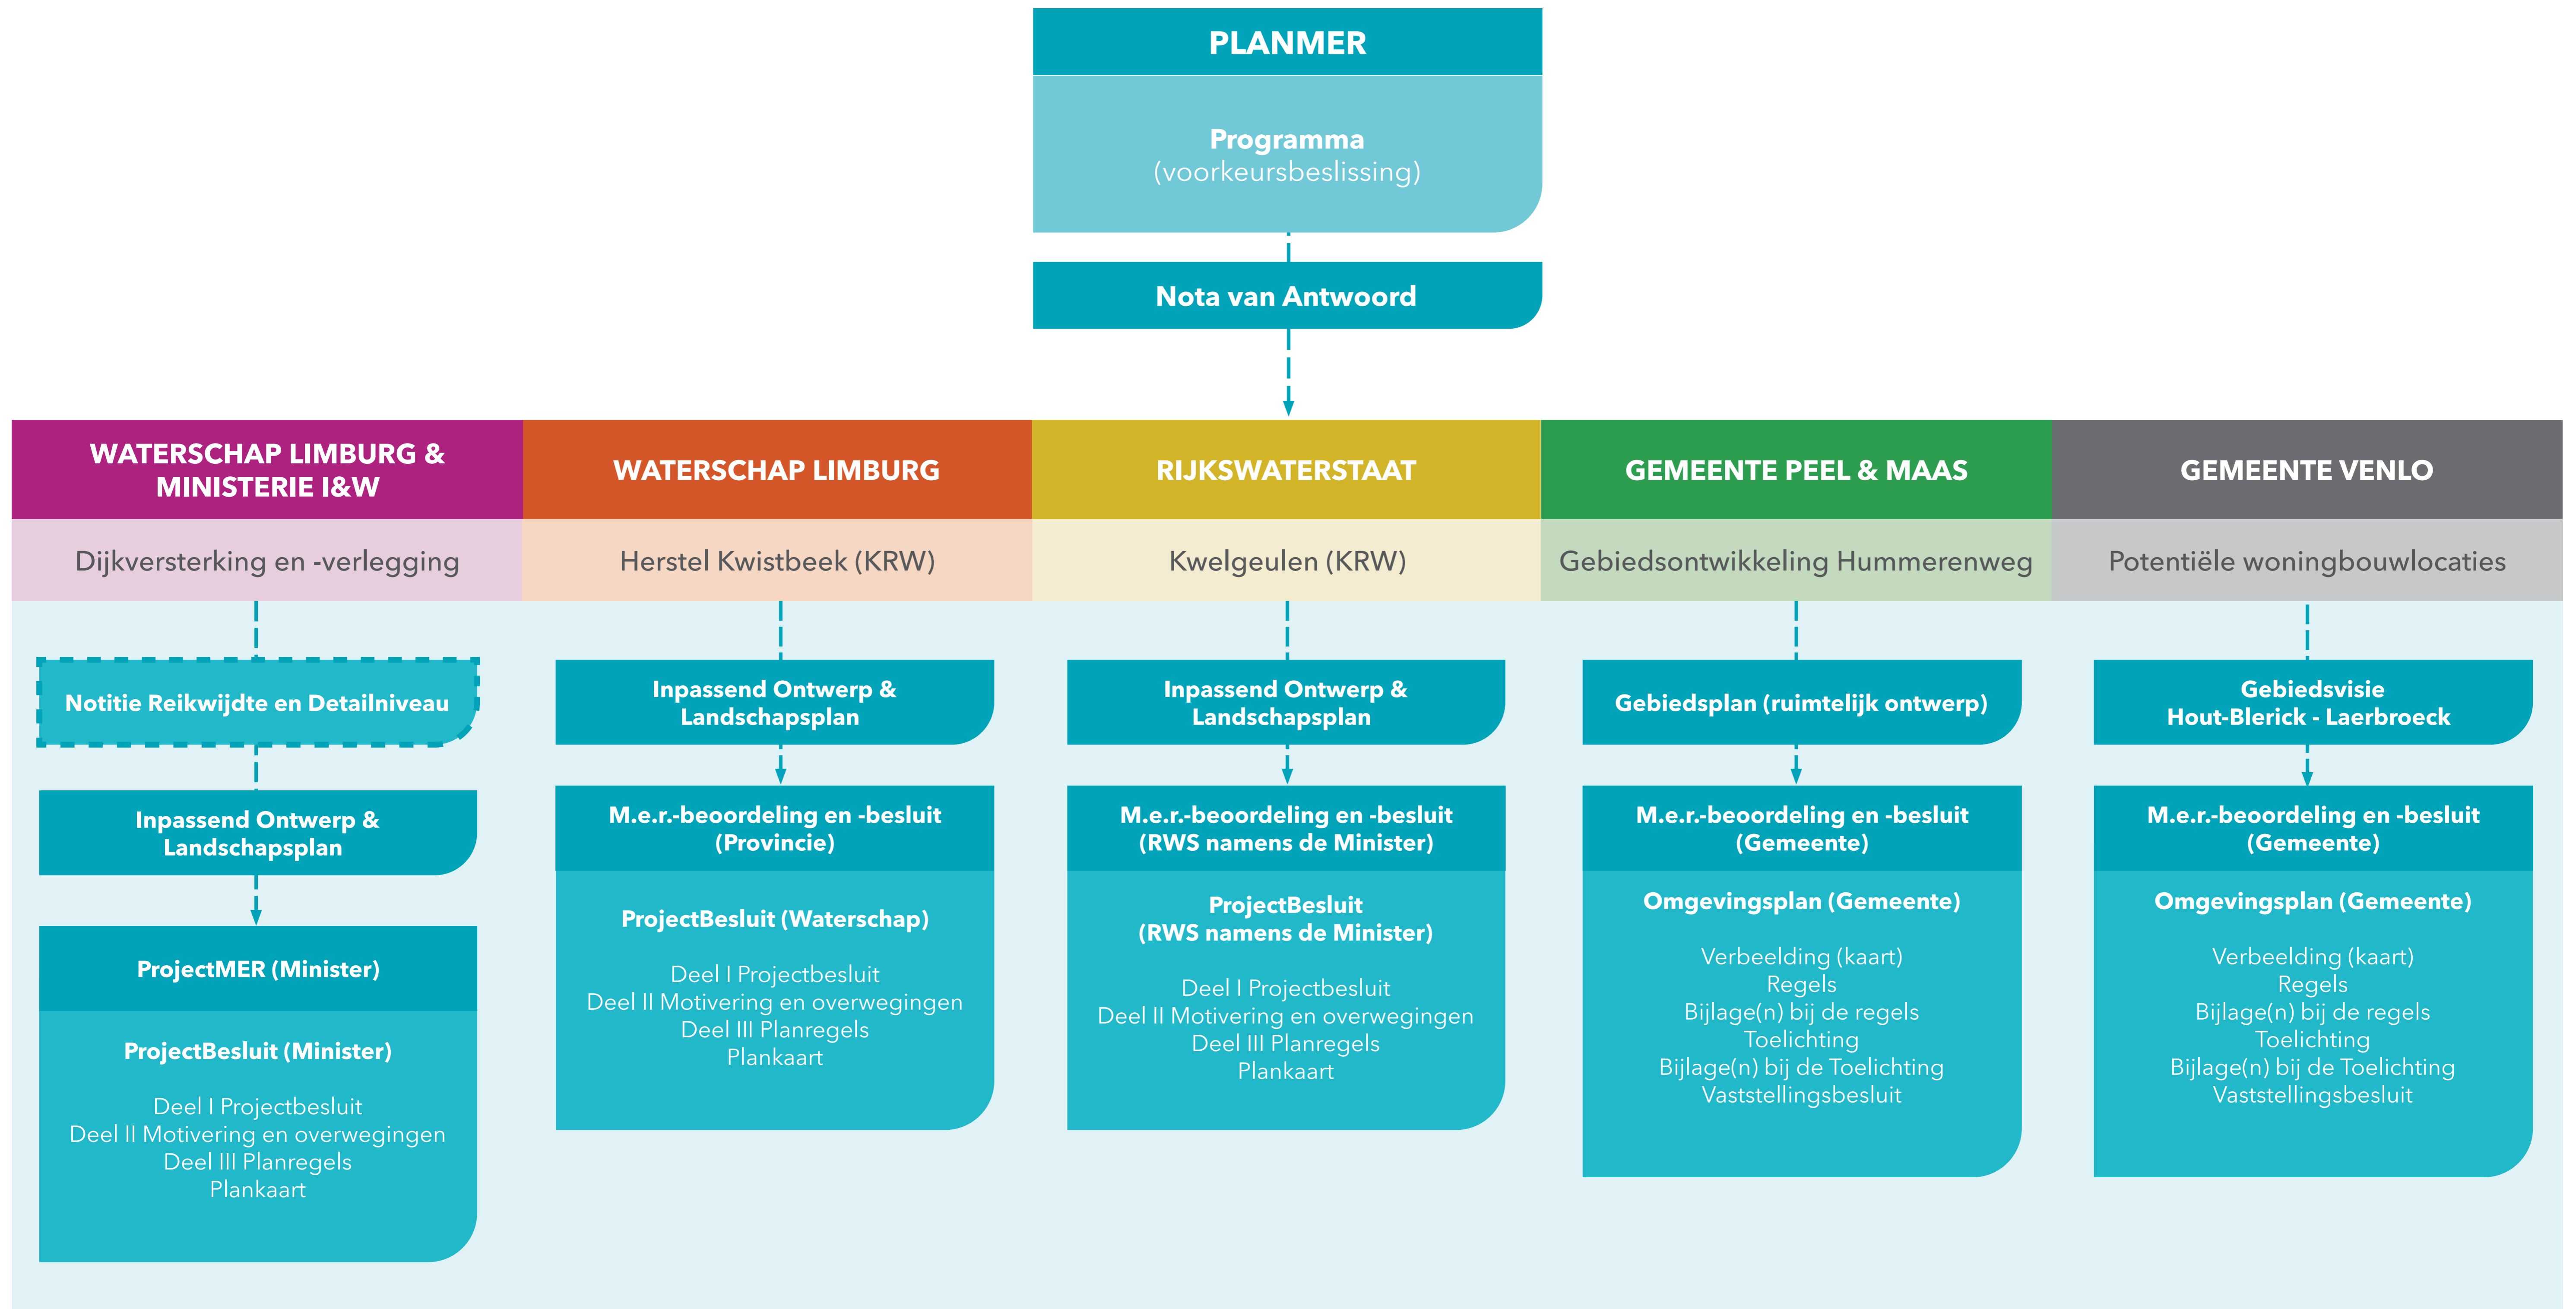 PLANMER
Programma
(voorkeursbeslissing)
Nota van Antwoord
WATERSCHAP LIMBURG &
MINISTERIE I&W
Dijkversterking en -verlegging
Notitie Reikwijdte en Detailniveau
Inpassend Ontwerp &
Landschapsplan
ProjectMER (Minister)
ProjectBesluit (Minister)
Deel I Projectbesluit
Deel II Motivering en overwegingen
Deel III Planregels
Plankaart
WATERSCHAP LIMBURG
Herstel Kwistbeek (KRW)
Inpassend Ontwerp &
Landschapsplan
M.e.r.-beoordeling en -besluit
(Provincie)
ProjectBesluit (Waterschap)
Deel I Projectbesluit
Deel II Motivering en overwegingen
Deel III Planregels
Plankaart
RIJKSWATERSTAAT
Kwelgeulen (KRW)
Inpassend Ontwerp &
Landschapsplan
M.e.r.-beoordeling en -besluit
(RWS namens de Minister)
ProjectBesluit
(RWS namens de Minister)
Deel I Projectbesluit
Deel II Motivering en overwegingen
Deel III Planregels
Plankaart
GEMEENTE PEEL & MAAS
Gebiedsontwikkeling Hummerenweg
Gebiedsplan (ruimtelijk ontwerp)
M.e.r.-beoordeling en -besluit
(Gemeente)
Omgevingsplan (Gemeente)
Verbeelding (kaart)
Regels
Bijlage(n) bij de regels
Toelichting
Bijlage(n) bij de Toelichting
Vaststellingsbesluit
GEMEENTE VENLO
Potentiële woningbouwlocaties
Gebiedsvisie
Hout-Blerick - Laerbroeck
M.e.r.-beoordeling en -besluit
(Gemeente)
Omgevingsplan (Gemeente)
Verbeelding (kaart)
Regels
Bijlage(n) bij de regels
Toelichting
Bijlage(n) bij de Toelichting
Vaststellingsbesluit